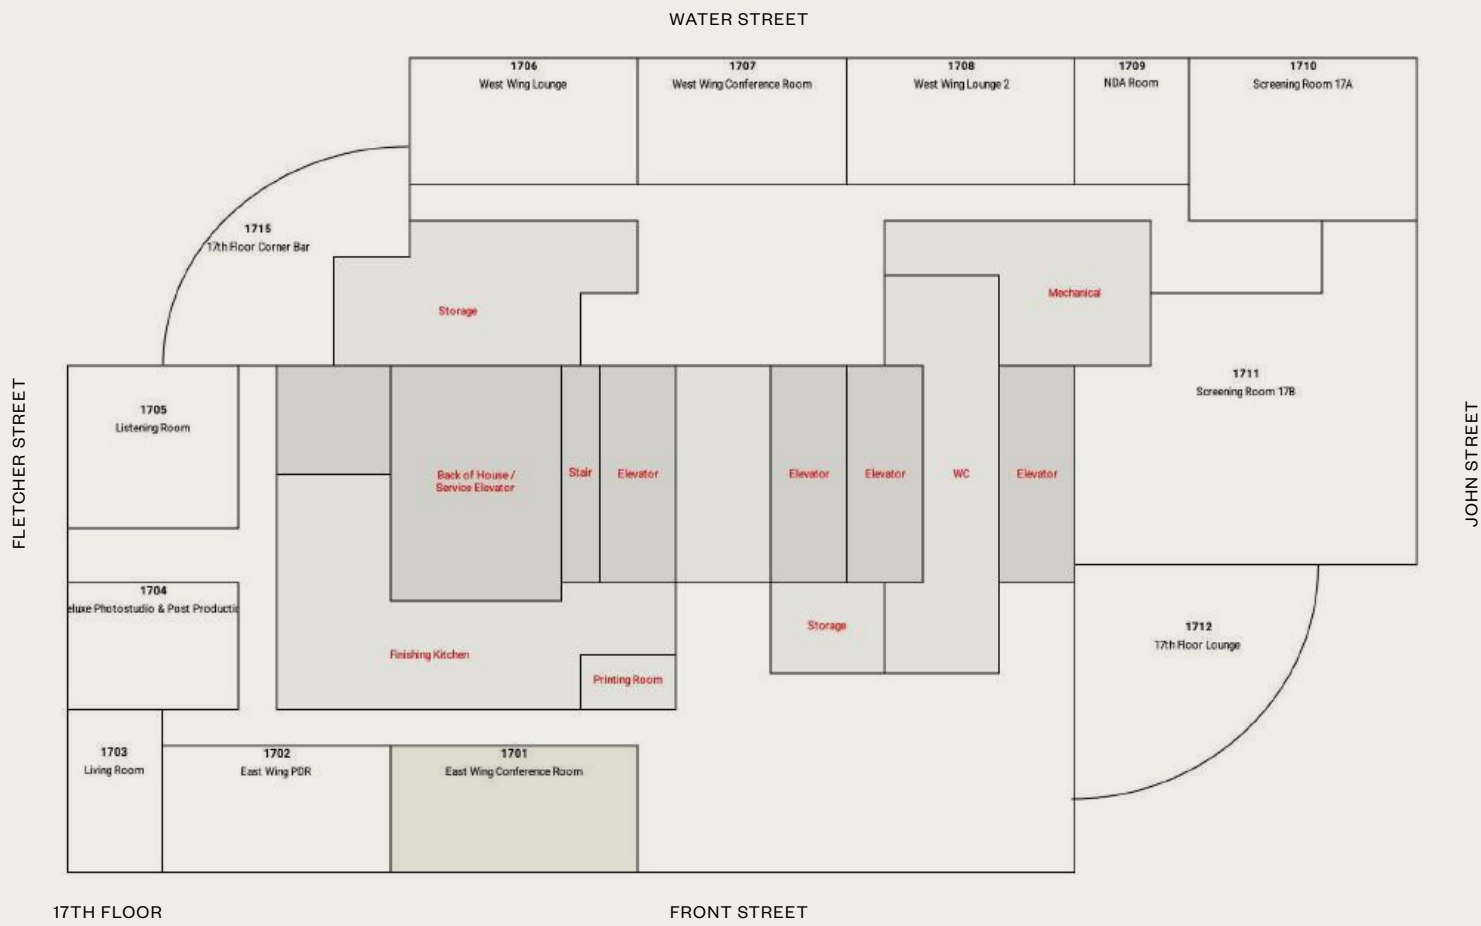 WATER STREET
1706
West Wing Lounge
1707
West Wing Conference Room
1708
West Wing Lounge 2
1709
NDA Room
1710
Screening Room 17A
1715
17th Floor Corner Bar
Storage
Mechanical
1711
Screening Room 17B
FLETCHER STREET
JOHN STREET
1705
Listening Room
Back of House /
Service Elevator
Stair
Elevator
Elevator
Elevator
WC
Elevator
1704
eluxe Photostudio & Post Productio
Storage
1712
17th Floor Lounge
Finishing Kitchen
Printing Room
1703
Living Room
1702
East Wing PDR
1701
East Wing Conference Room
17TH FLOOR
FRONT STREET